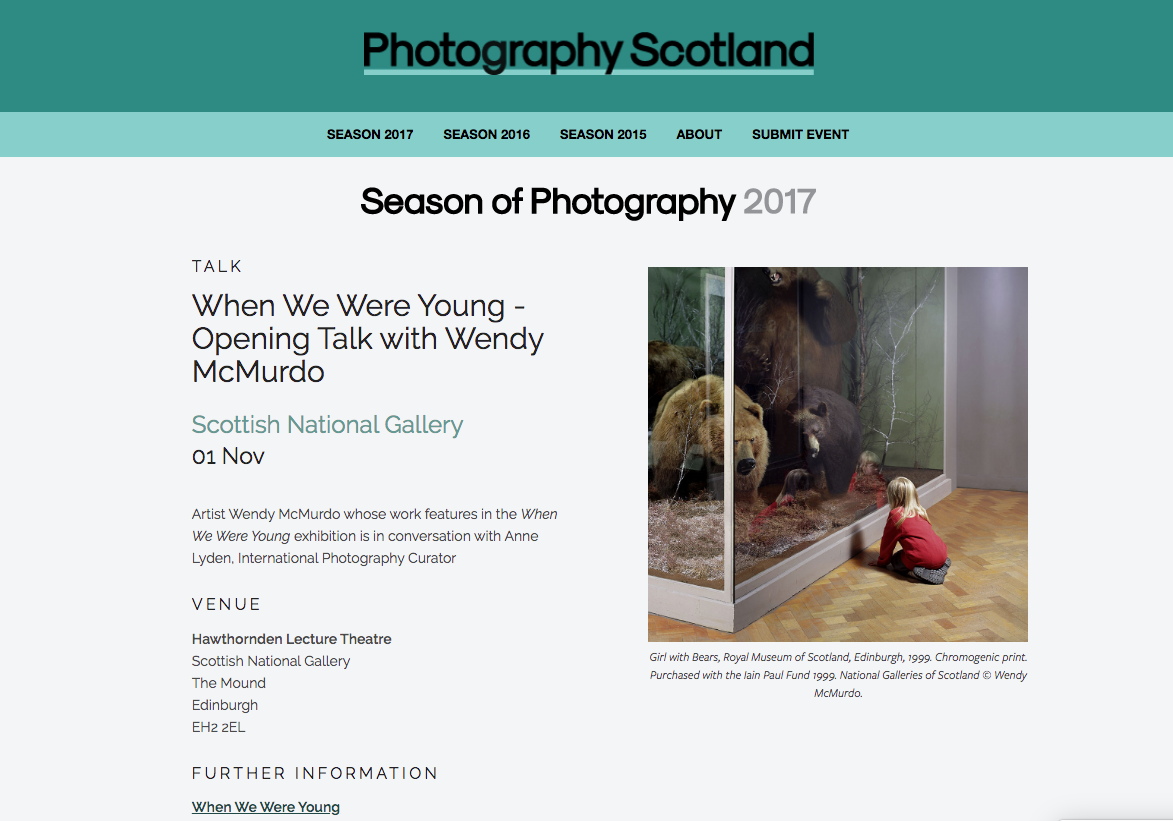 Photography Scotland
SEASON 2017 SEASON 2016 SEASON 2015 ABOUT SUBMIT EVENT
Season of Photography 2017
TALK
When We Were Young -
Opening Talk with Wendy
McMurdo
Scottish National Gallery
01 Nov
Artist Wendy McMurdo whose work features in the When
We Were Young exhibition is in conversation with Anne
Lyden, International Photography Curator
VENUE
Hawthornden Lecture Theatre
Scottish National Gallery
The Mound
Edinburgh
EH2 2EL
FURTHER INFORMATION
When We Were Young
Girl with Bears, Royal Museum of Scotland, Edinburgh, 1999. Chromogenic print.
Purchased with the Iain Paul Fund 1999. National Galleries of Scotland © Wendy
McMurdo.